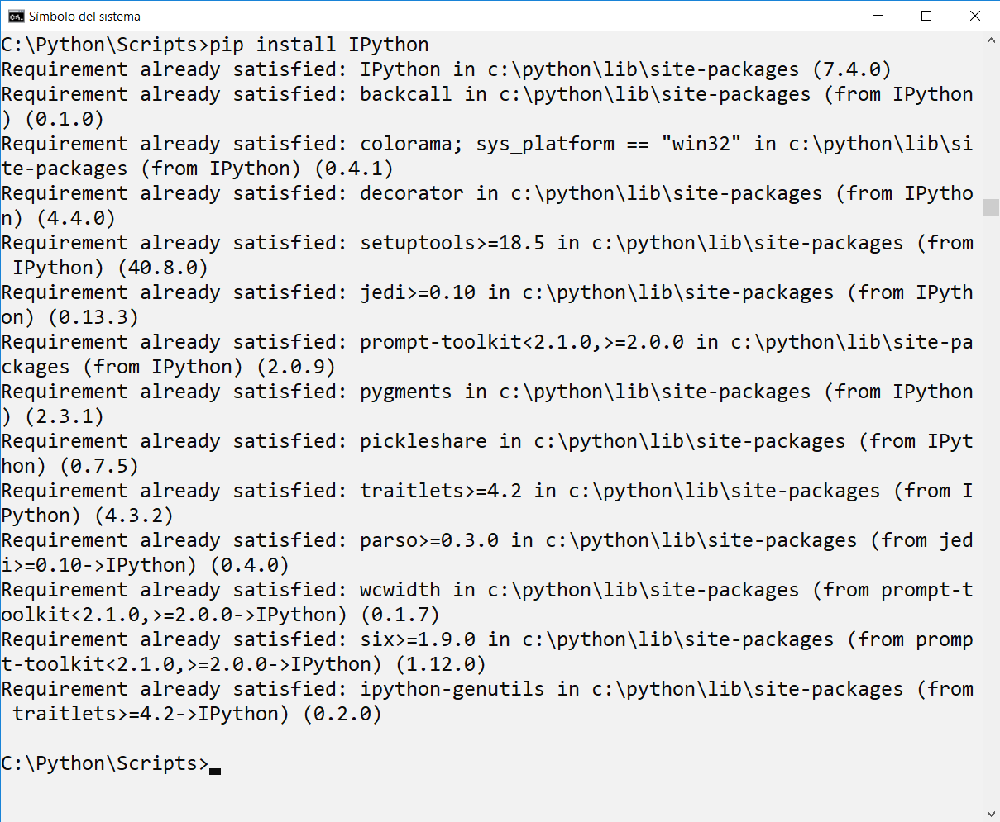 Símbolo del sistema
C:\Python\Scripts>pip install IPython
Requirement already satisfied: IPython in c:\python\lib\site-packages (7.4.0)
Requirement already satisfied: backcall in c:\python\lib\site-packages (from IPython
) (0.1.0)
Requirement already satisfied: colorama; sys_platform == "win32" in c:\python\lib\si
te-packages (from IPython) (0.4.1)
Requirement already satisfied: decorator in c:\python\lib\site-packages (from IPytho
n) (4.4.0)
Requirement already satisfied: setuptools>=18.5 in c:\python\lib\site-packages (from
 IPython) (40.8.0)
Requirement already satisfied: jedi>=0.10 in c:\python\lib\site-packages (from IPyth
on) (0.13.3)
Requirement already satisfied: prompt-toolkit<2.1.0,>=2.0.0 in c:\python\lib\site-pa
ckages (from IPython) (2.0.9)
Requirement already satisfied: pygments in c:\python\lib\site-packages (from IPython
) (2.3.1)
Requirement already satisfied: pickleshare in c:\python\lib\site-packages (from IPyt
hon) (0.7.5)
Requirement already satisfied: traitlets>=4.2 in c:\python\lib\site-packages (from I
Python) (4.3.2)
Requirement already satisfied: parso>=0.3.0 in c:\python\lib\site-packages (from jed
i>=0.10->IPython) (0.4.0)
Requirement already satisfied: wcwidth in c:\python\lib\site-packages (from prompt-t
oolkit<2.1.0,>=2.0.0->IPython) (0.1.7)
Requirement already satisfied: six>=1.9.0 in c:\python\lib\site-packages (from promp
t-toolkit<2.1.0,>=2.0.0->IPython) (1.12.0)
Requirement already satisfied: ipython-genutils in c:\python\lib\site-packages (from
 traitlets>=4.2->IPython) (0.2.0)
C:\Python\Scripts>